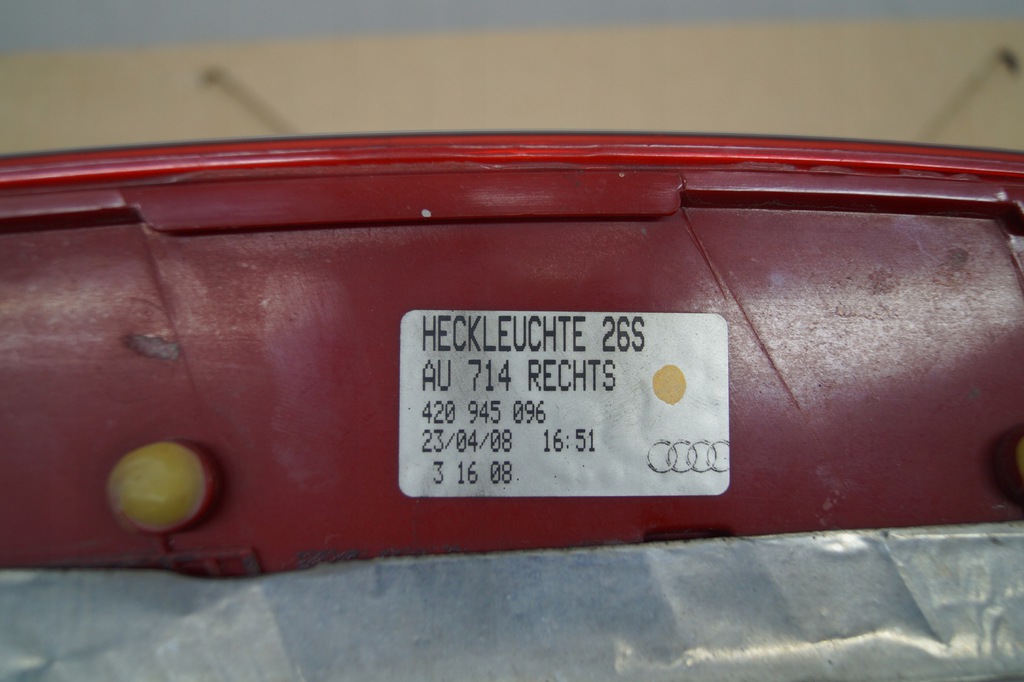 HECKLEUCHTE 26S
AU 714 RECHTS
420 945 096
23/04/08 16:51
3 16 08